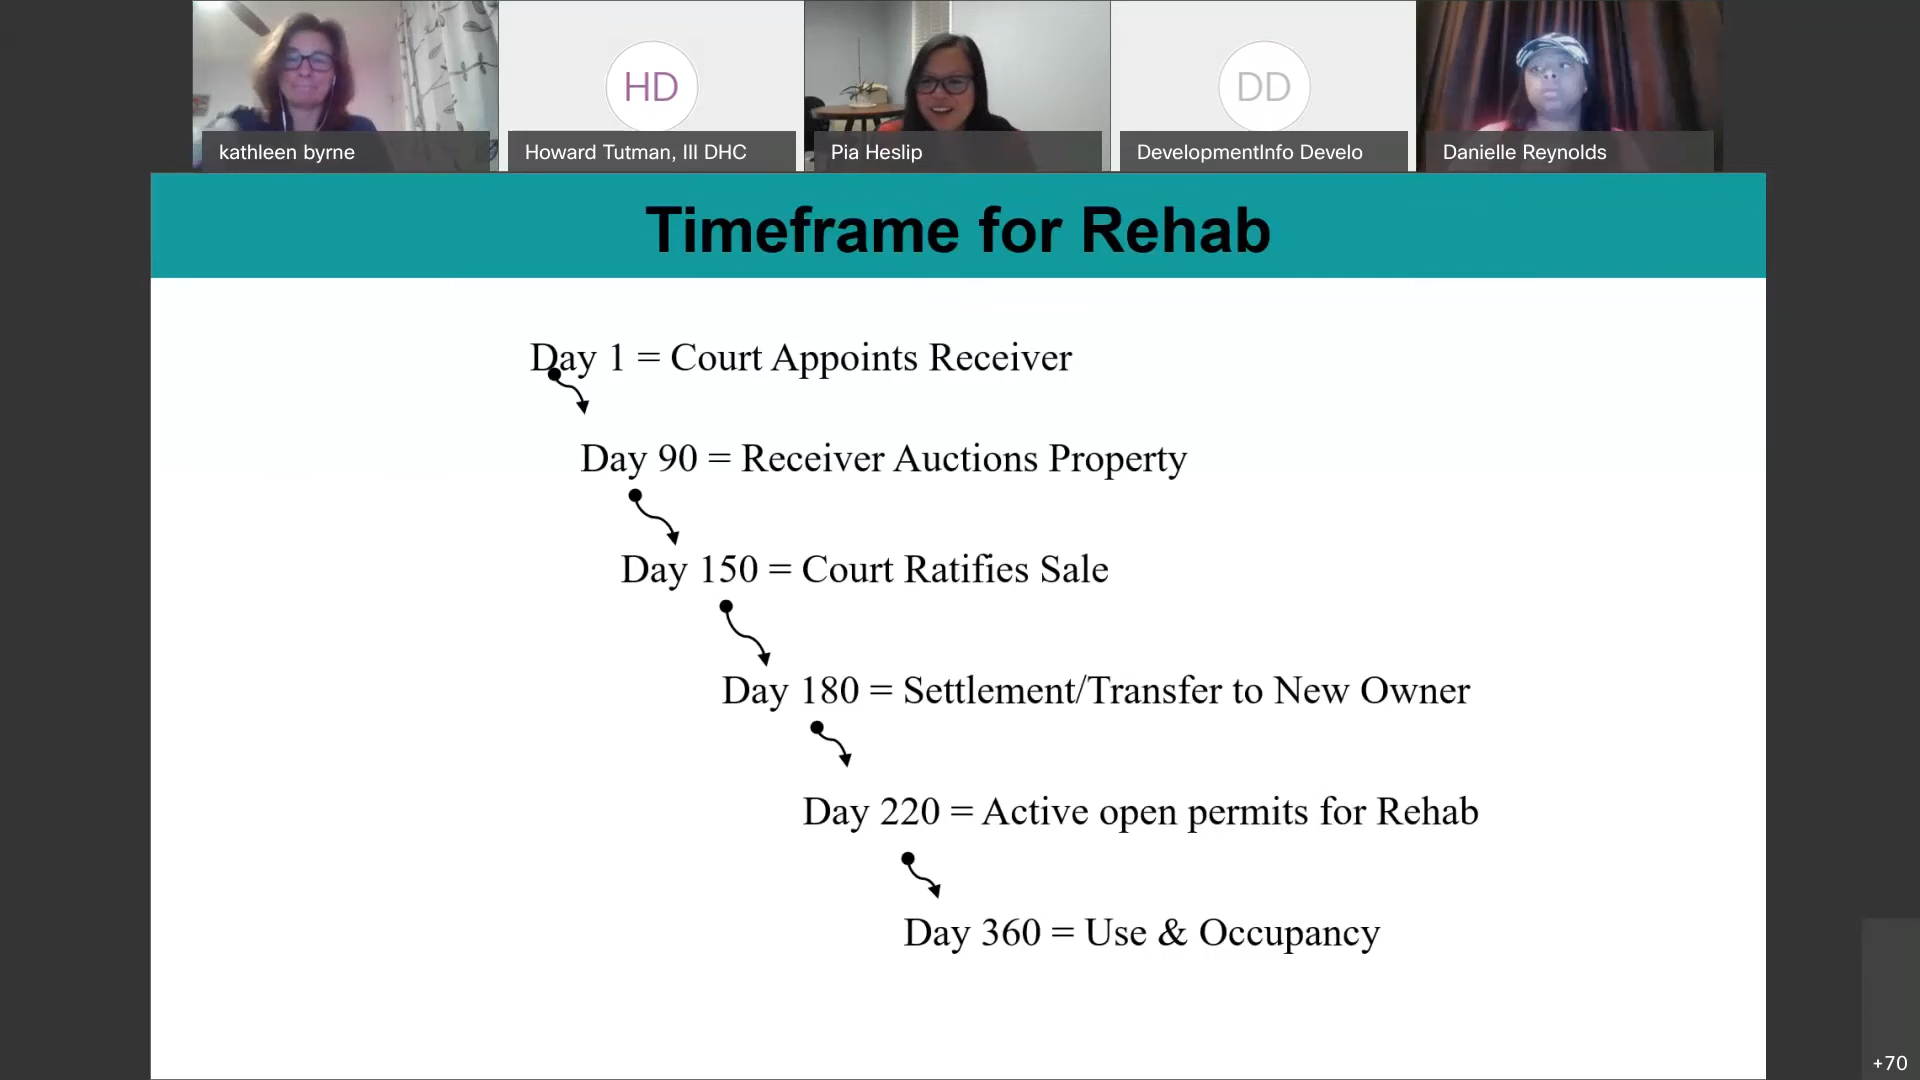 HD
DD
kathleen byrne
Howard Tutman, III DHC
Pia Heslip
DevelopmentInfo Develo
Danielle Reynolds
Timeframe for Rehab
Day 1 = Court Appoints Receiver
Day 90 = Receiver Auctions Property
Day 150 = Court Ratifies Sale
Day 180 = Settlement/Transfer to New Owner
Day 220 = Active open permits for Rehab
Day 360 = Use & Occupancy
+70